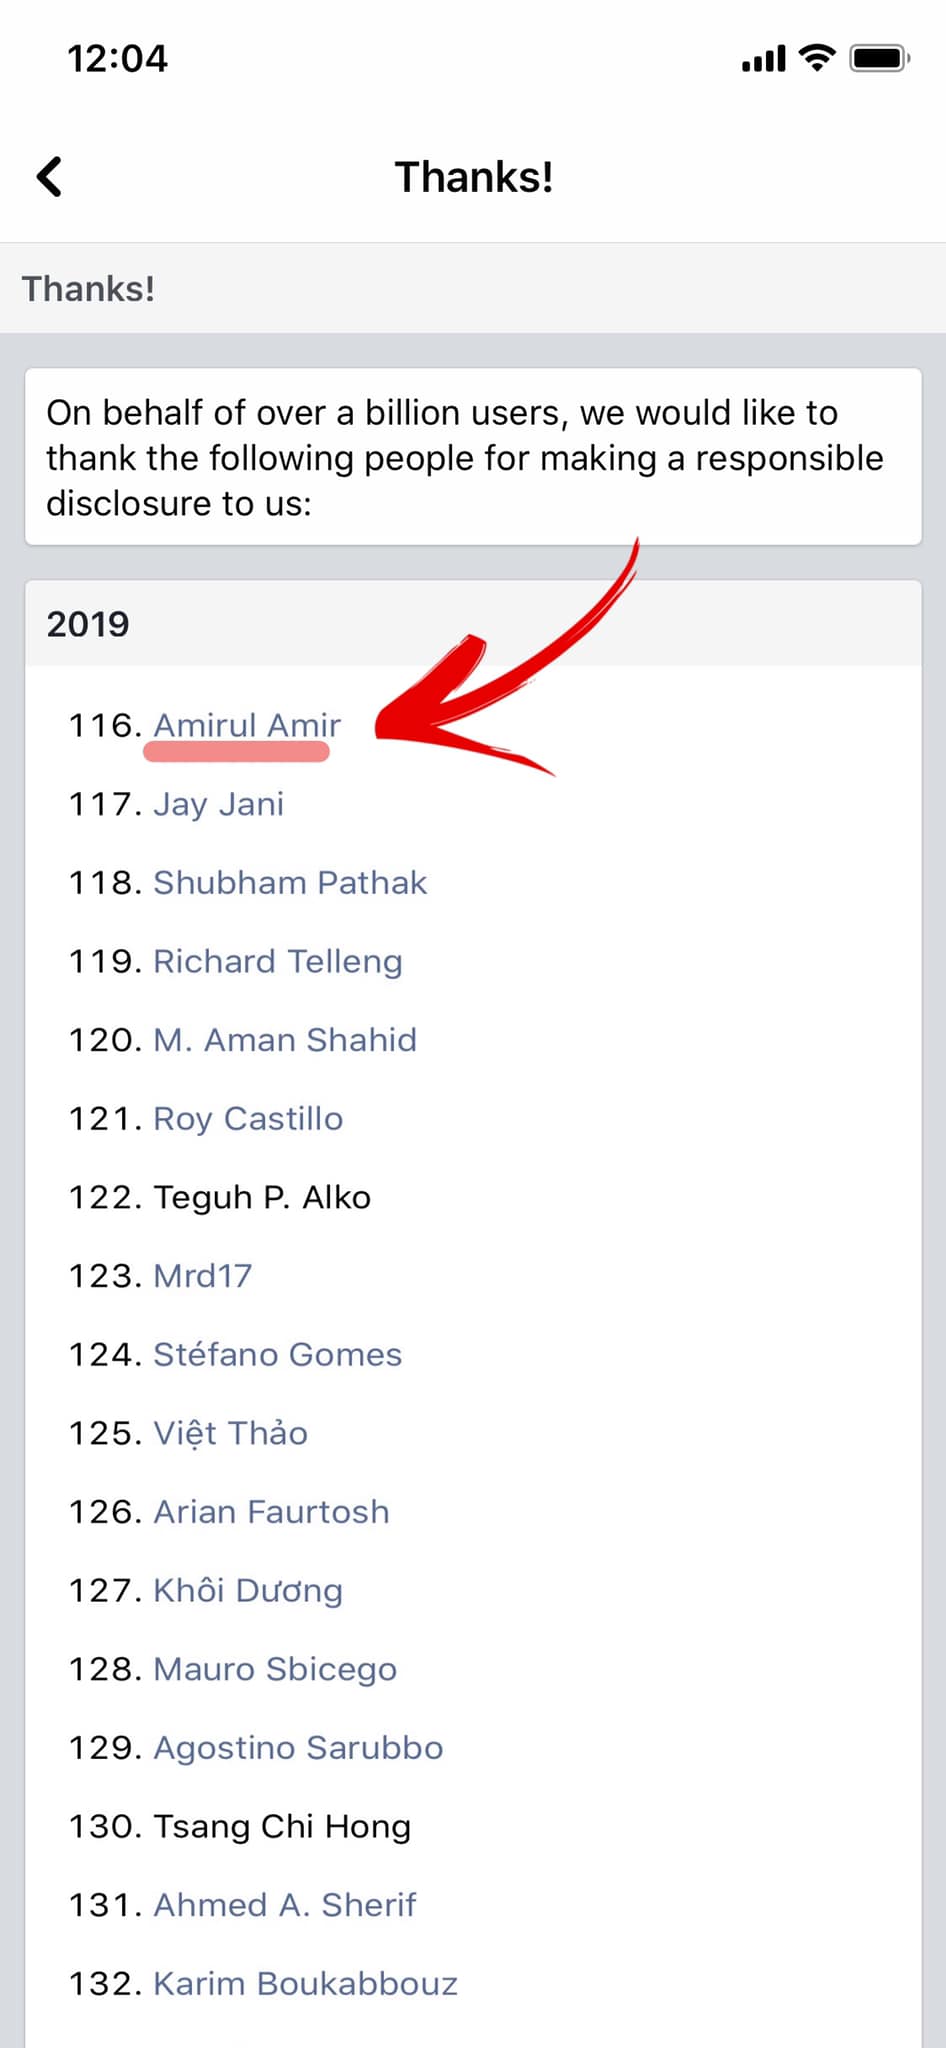 12:04
Thanks!
Thanks!
On behalf of over a billion users, we would like to
thank the following people for making a responsible
disclosure to us:
2019
116. Amirul Amir
117. Jay Jani
118. Shubham Pathak
119. Richard Telleng
120. M. Aman Shahid
121. Roy Castillo
122. Teguh P. Alko
123. Mrd17
124. Stéfano Gomes
125. Việt Thảo
126. Arian Faurtosh
127. Khôi Dương
128. Mauro Sbicego
129. Agostino Sarubbo
130. Tsang Chi Hong
131. Ahmed A. Sherif
132. Karim Boukabbouz